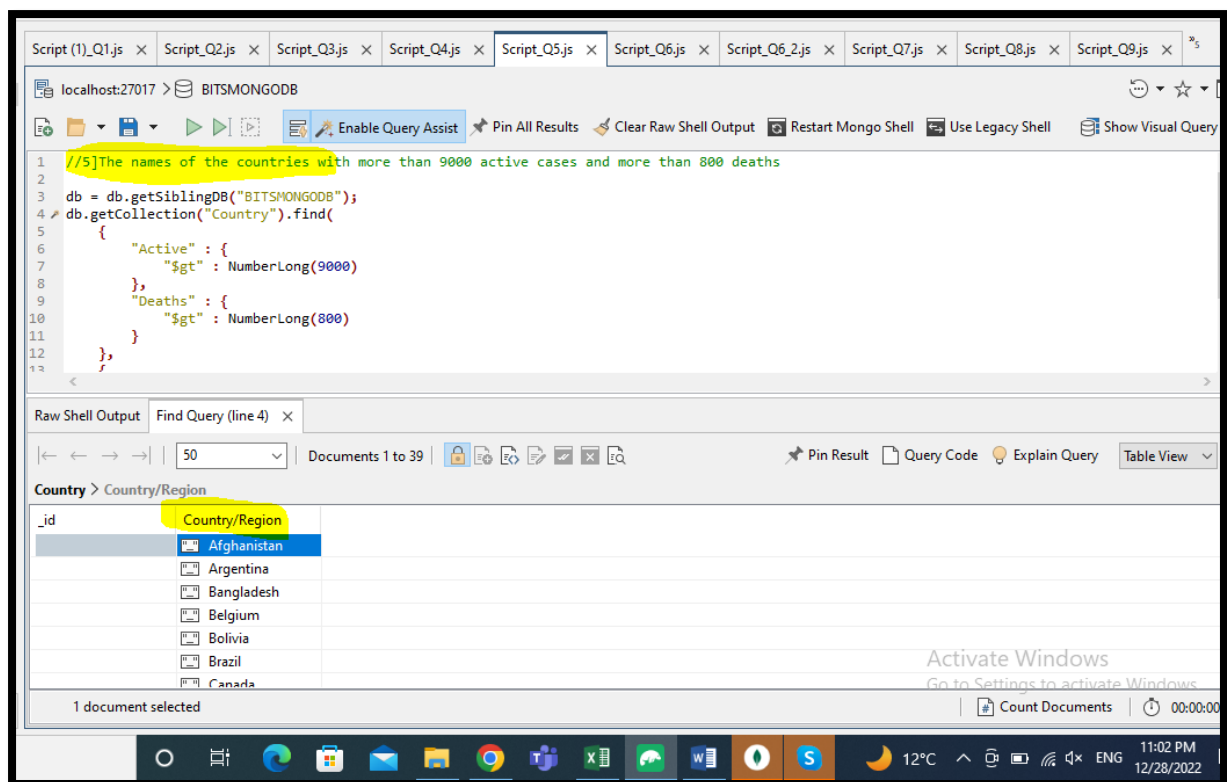 Script (1)_Q1.js Script_Q2.js Script_Q3.js Script_Q4.js Script_Q5.js Script_Q6.js Script_Q6_2.js Script_Q7.js Script_Q8.js Script_Q9.js »5
localhost:27017 > BITSMONGODB
Enable Query Assist Pin All Results Clear Raw Shell Output Restart Mongo Shell Use Legacy Shell Show Visual Query
1 //5]The names of the countries with more than 9000 active cases and more than 800 deaths
2
3 db = db.getSiblingDB("BITSMONGODB");
4 db.getCollection("Country").find(
5 {
6 "Active" : {
7 "$gt" : NumberLong(9000)
8 },
9 "Deaths" : {
10 "$gt" : NumberLong(800)
11 }
12 },
13 {
Raw Shell Output Find Query (line 4)
50 Documents 1 to 39 Pin Result Query Code Explain Query Table View
Country > Country/Region
_id Country/Region
Afghanistan
Argentina
Bangladesh
Belgium
Bolivia
Brazil
Canada
Activate Windows
Go to Settings to activate Windows.
1 document selected Count Documents 00:00:00
12°C ENG 11:02 PM
12/28/2022